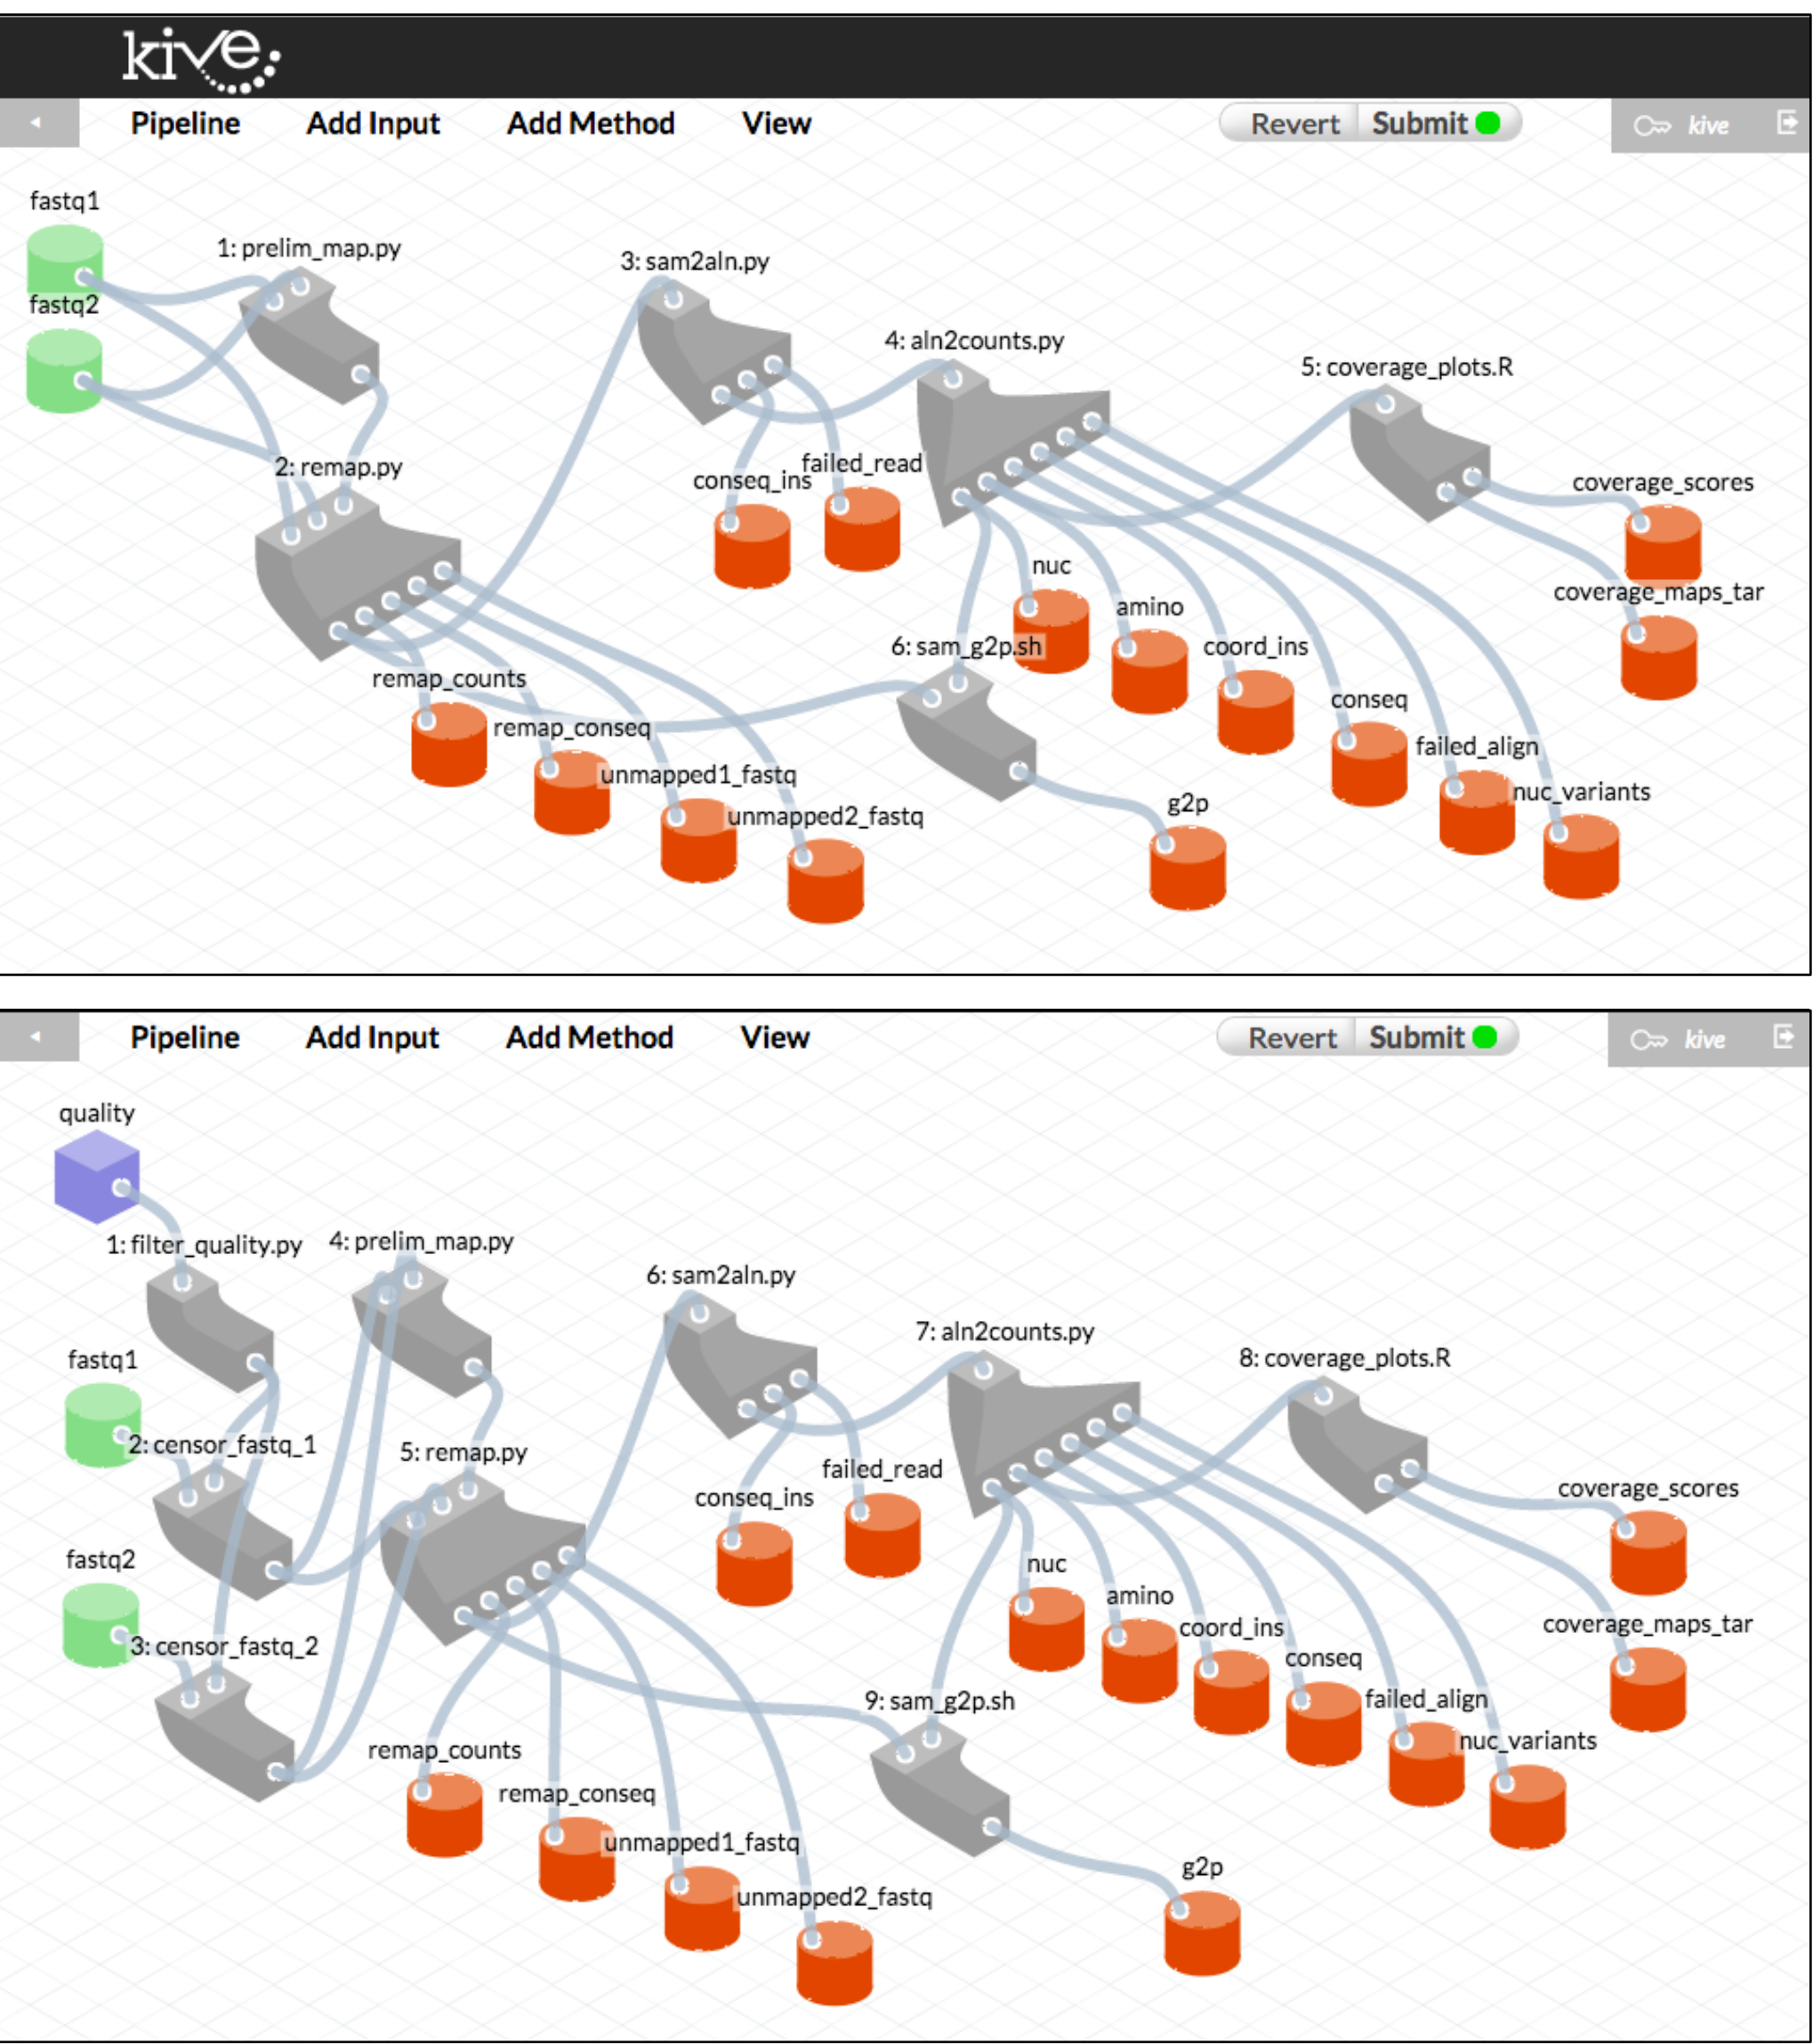 kive
Pipeline Add Input Add Method View Revert Submit kive
fastq1
1: prelim_map.py
3: sam2aln.py
fastq2
4: aln2counts.py
5: coverage_plots.R
2: remap.py
failed_read
conseq_ins
coverage_scores
nuc
coverage_maps_tar
amino
6: sam_g2p.sh
coord_ins
remap_counts
conseq
remap_conseq
failed_align
unmapped1_fastq
nuc_variants
g2p
unmapped2_fastq
Pipeline Add Input Add Method View Revert Submit kive
quality
1: filter_quality.py
4: prelim_map.py
6: sam2aln.py
7: aln2counts.py
fastq1
8: coverage_plots.R
2: censor_fastq_1
5: remap.py
failed_read
coverage_scores
conseq_ins
fastq2
nuc
amino
coord_ins
coverage_maps_tar
3: censor_fastq_2
conseq
9: sam_g2p.sh
failed_align
nuc_variants
remap_counts
remap_conseq
unmapped1_fastq
g2p
unmapped2_fastq